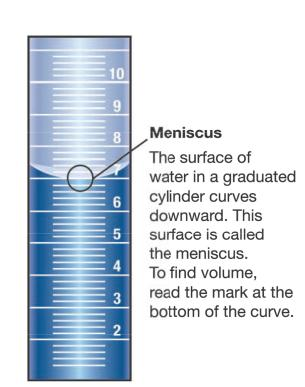 10
9
8
7
6
5
4
3
2
Meniscus
The surface of
water in a graduated
cylinder curves
downward. This
surface is called
the meniscus.
To find volume,
read the mark at the
bottom of the curve.